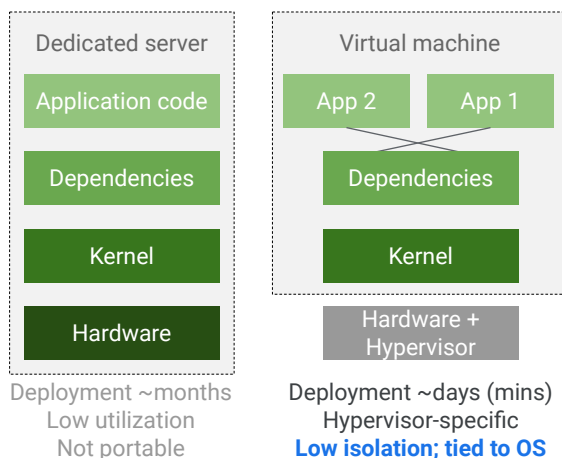 Dedicated server
Application code
Dependencies
Kernel
Hardware
Deployment ~months
Low utilization
Not portable
Virtual machine
App 2
App 1
Dependencies
Kernel
Hardware +
Hypervisor
Deployment ~days (mins)
Hypervisor-specific
Low isolation; tied to OS